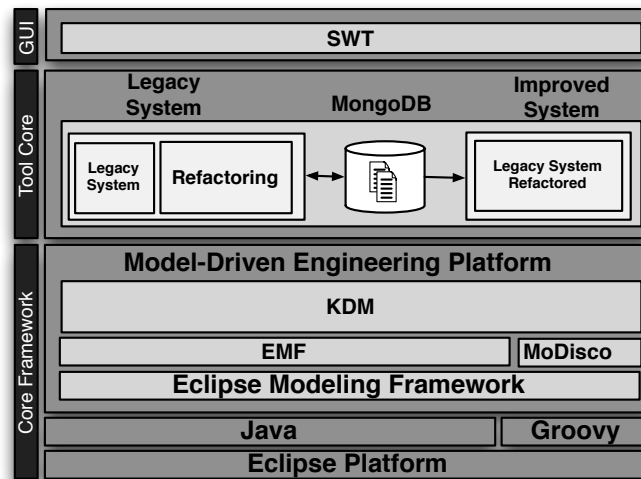 GUI
SWT
Tool Core
Legacy
System
MongoDB
Improved
System
Legacy
System
Refactoring
Legacy System
Refactored
Core Framework
Model-Driven Engineering Platform
KDM
EMF
MoDisco
Eclipse Modeling Framework
Java
Groovy
Eclipse Platform